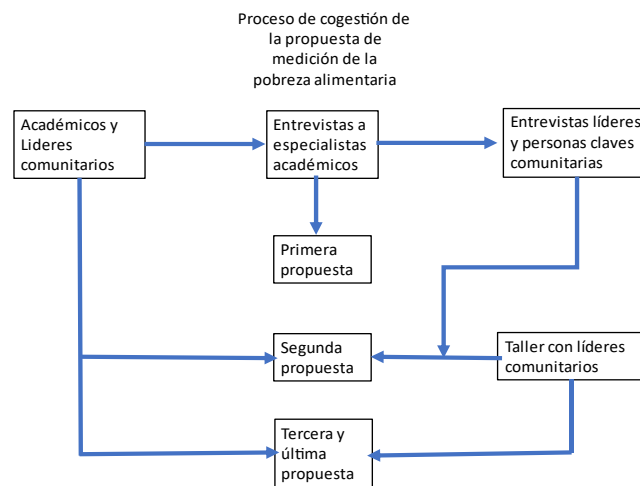 Proceso de cogestión de
la propuesta de
medición de la
pobreza alimentaria
Académicos y
Lideres
comunitarios
Entrevistas a
especialistas
académicos
Entrevistas líderes
y personas claves
comunitarias
Primera
propuesta
Segunda
propuesta
Taller con líderes
comunitarios
Tercera y
última
propuesta